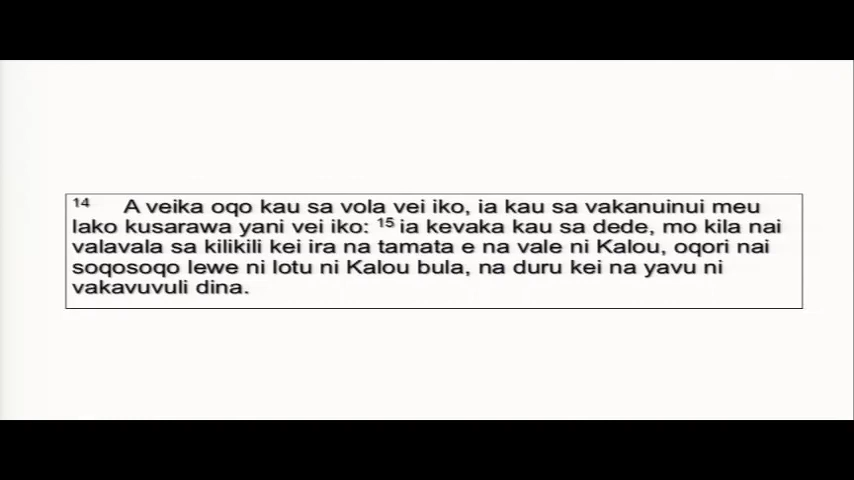 14 A veika oqo kau sa vola vei iko, ia kau sa vakanuinui meu
lako kusarawa yani vei iko: 15 ia kevaka kau sa dede, mo kila nai
valavala sa kilikili kei ira na tamata e na vale ni Kalou, oqori nai
soqosoqo lewe ni lotu ni Kalou bula, na duru kei na yavu ni
vakavuvuli dina.